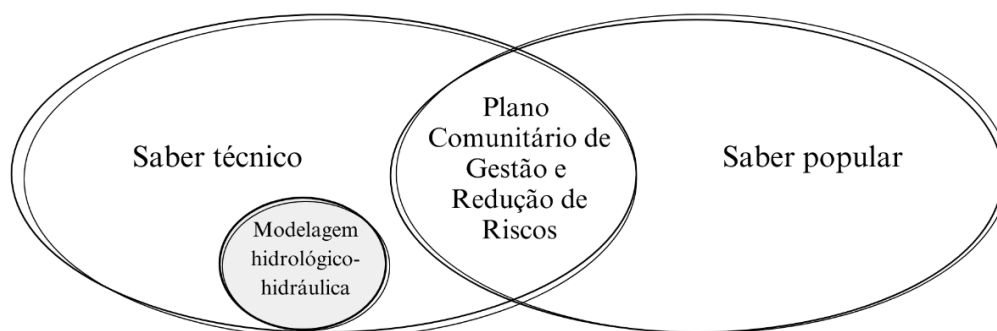 Saber técnico
Modelagem
hidrológico-
hidráulica
Plano
Comunitário de
Gestão e
Redução de
Riscos
Saber popular